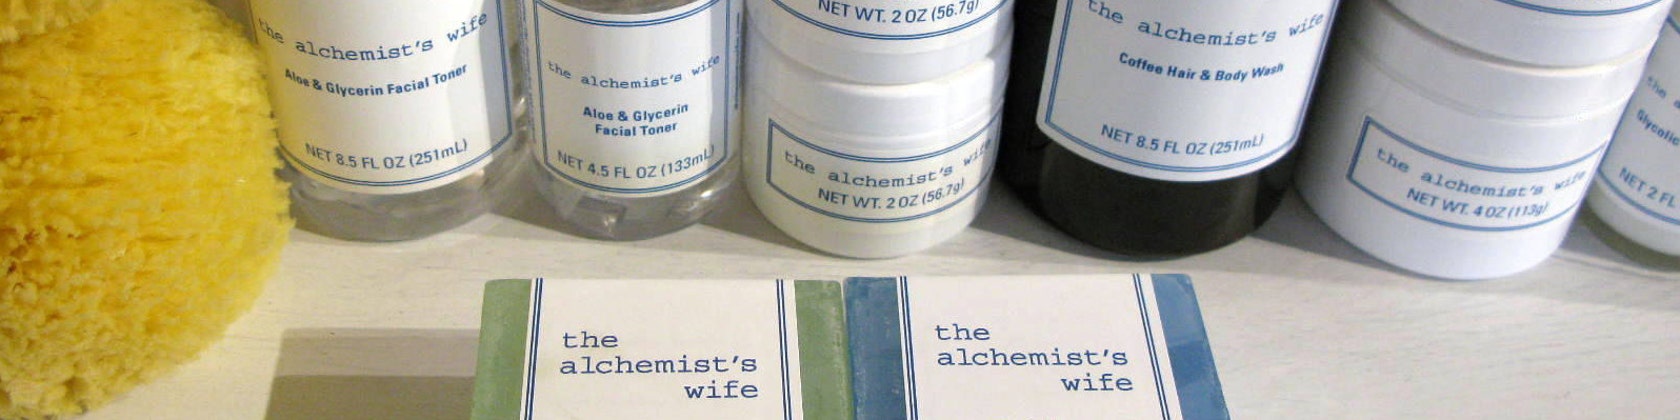 the alchemist's wife
Aloe & Glycerin Facial Toner
NET 8.5 FL OZ (251mL)
the alchemist's wife
Aloe & Glycerin
Facial Toner
NET 4.5 FL OZ (133mL)
NET WT. 2 OZ (56.7g)
the alchemist's wife
NET WT. 2 OZ (56.7g)
the alchemist's wife
Coffee Hair & Body Wash
NET 8.5 FL OZ (251mL)
the alchemist's wife
NET WT. 4 OZ (113g)
the
NET 2 FL
the
alchemist's
wife
the
alchemist's
wife